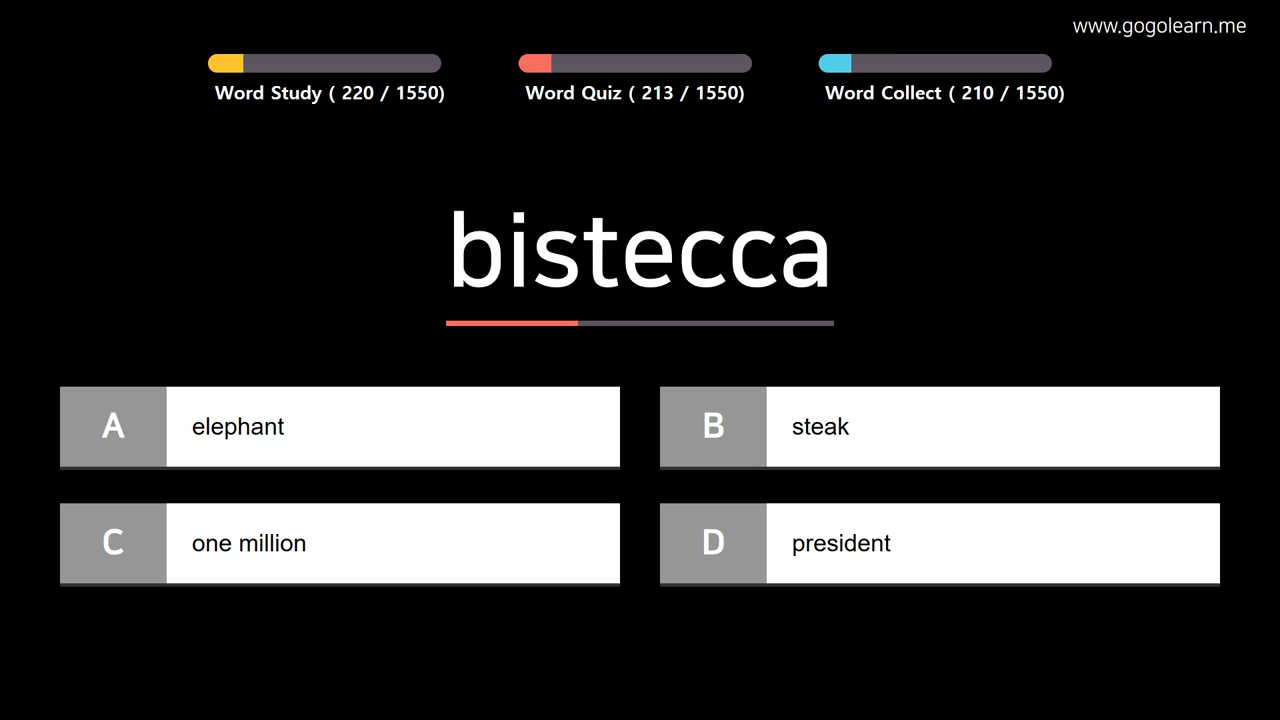 www.gogolearn.me
Word Study ( 220 / 1550)
Word Quiz ( 213 / 1550)
Word Collect ( 210 / 1550)
bistecca
A elephant
B steak
C one million
D president